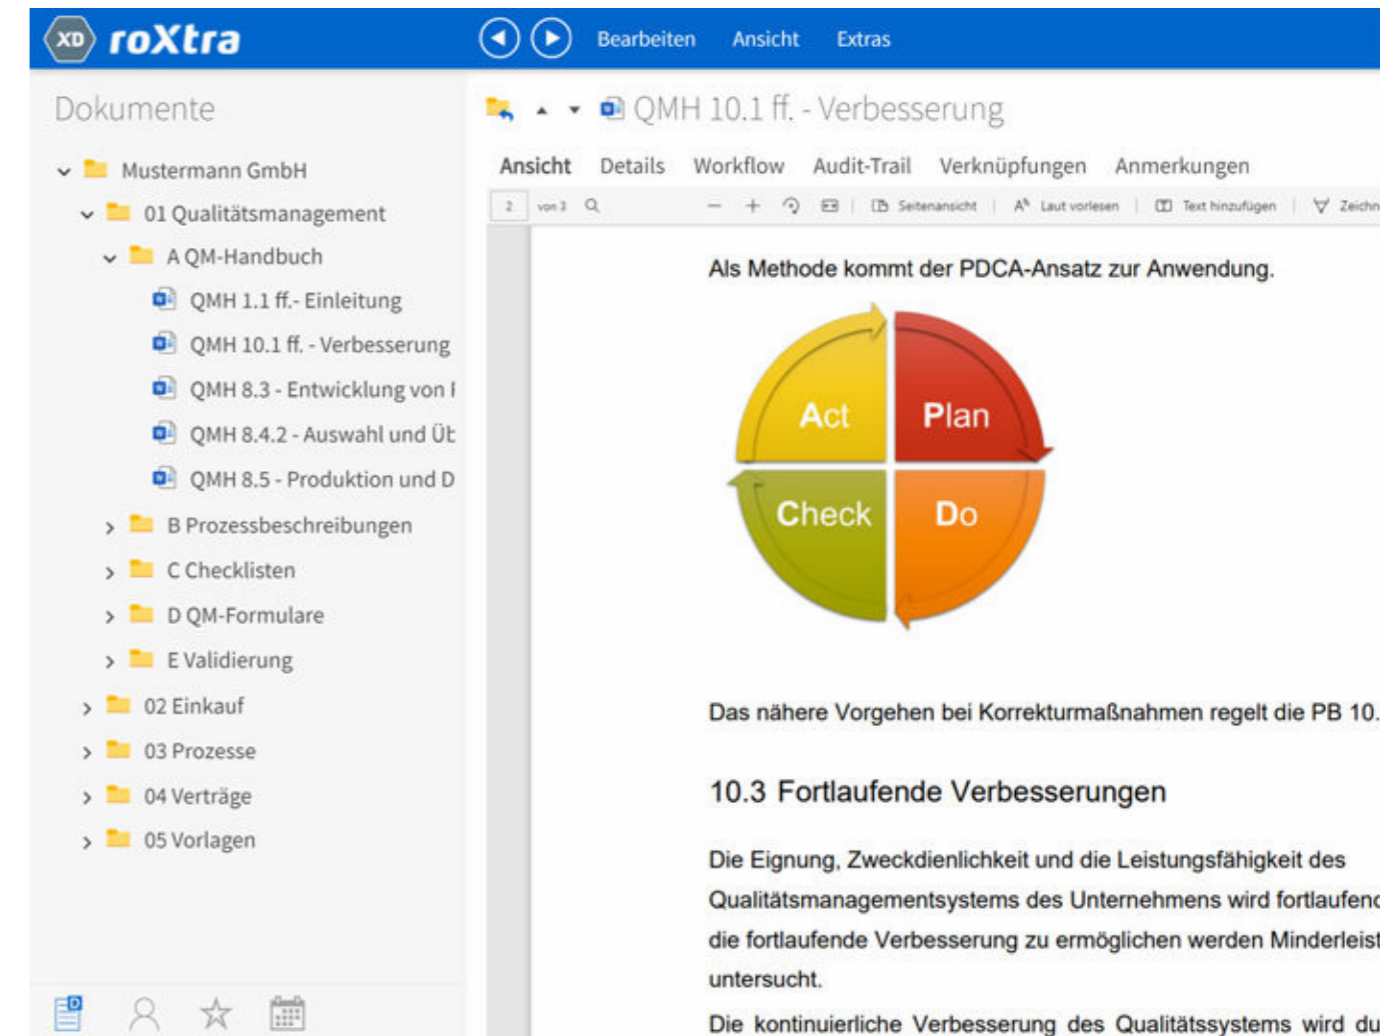 XD roXtra
Bearbeiten Ansicht Extras
Dokumente
Mustermann GmbH
01 Qualitätsmanagement
A QM-Handbuch
QMH 1.1 ff.- Einleitung
QMH 10.1 ff. - Verbesserung
QMH 8.3 - Entwicklung von
QMH 8.4.2 - Auswahl und Üb
QMH 8.5 - Produktion und D
B Prozessbeschreibungen
C Checklisten
D QM-Formulare
E Validierung
02 Einkauf
03 Prozesse
04 Verträge
05 Vorlagen
QMH 10.1 ff. - Verbesserung
Ansicht Details Workflow Audit-Trail Verknüpfungen Anmerkungen
2 von 3 Seitenansicht Laut vorlesen Text hinzufügen Zeichn
Als Methode kommt der PDCA-Ansatz zur Anwendung.
Act Plan
Check Do
Das nähere Vorgehen bei Korrekturmaßnahmen regelt die PB 10.
10.3 Fortlaufende Verbesserungen
Die Eignung, Zweckdienlichkeit und die Leistungsfähigkeit des
Qualitätsmanagementsystems des Unternehmens wird fortlaufend
die fortlaufende Verbesserung zu ermöglichen werden Minderleist
untersucht.
Die kontinuierliche Verbesserung des Qualitätssystems wird du